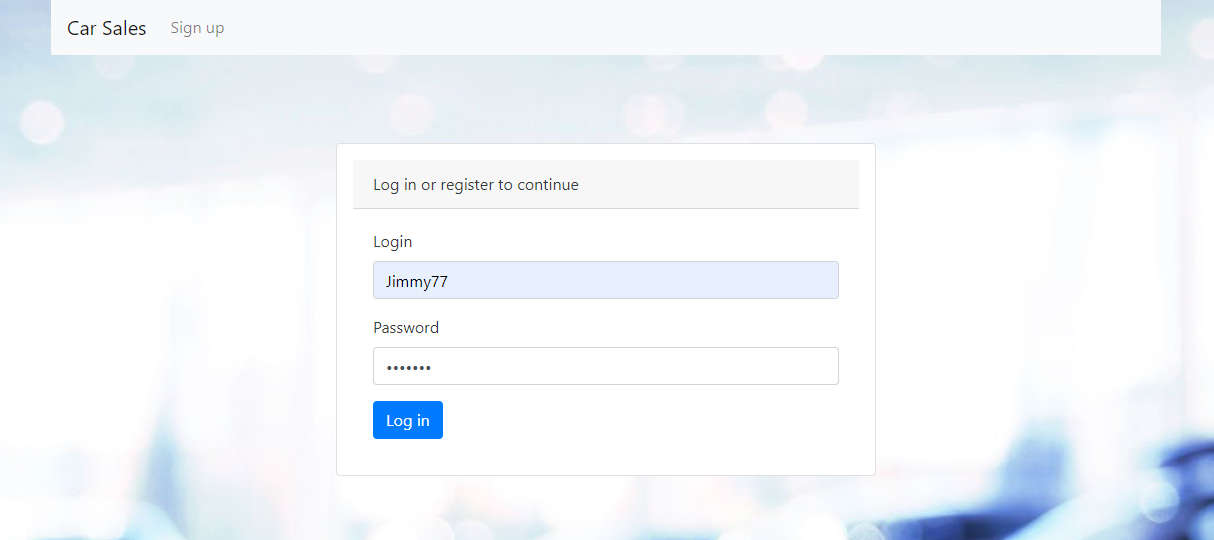 Car Sales Sign up
Log in or register to continue
Login
Jimmy77
Password
•••••••
Log in